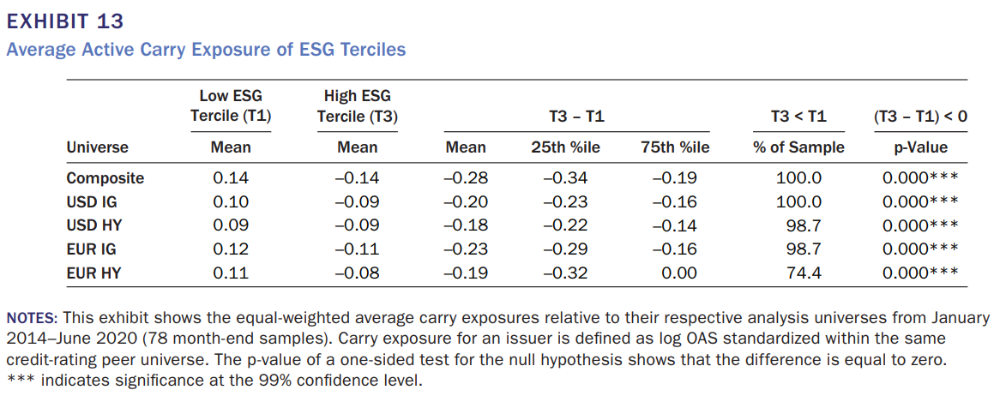 EXHIBIT 13
Average Active Carry Exposure of ESG Terciles
Low ESG Tercile (T1) High ESG Tercile (T3) T3 – T1 T3 < T1 (T3 – T1) < 0
Universe Mean Mean Mean 25th %ile 75th %ile % of Sample p-Value
Composite 0.14 –0.14 –0.28 –0.34 –0.19 100.0 0.000***
USD IG 0.10 –0.09 –0.20 –0.23 –0.16 100.0 0.000***
USD HY 0.09 –0.09 –0.18 –0.22 –0.14 98.7 0.000***
EUR IG 0.12 –0.11 –0.23 –0.29 –0.16 98.7 0.000***
EUR HY 0.11 –0.08 –0.19 –0.32 0.00 74.4 0.000***
NOTES: This exhibit shows the equal-weighted average carry exposures relative to their respective analysis universes from January
2014–June 2020 (78 month-end samples). Carry exposure for an issuer is defined as log OAS standardized within the same
credit-rating peer universe. The p-value of a one-sided test for the null hypothesis shows that the difference is equal to zero.
*** indicates significance at the 99% confidence level.